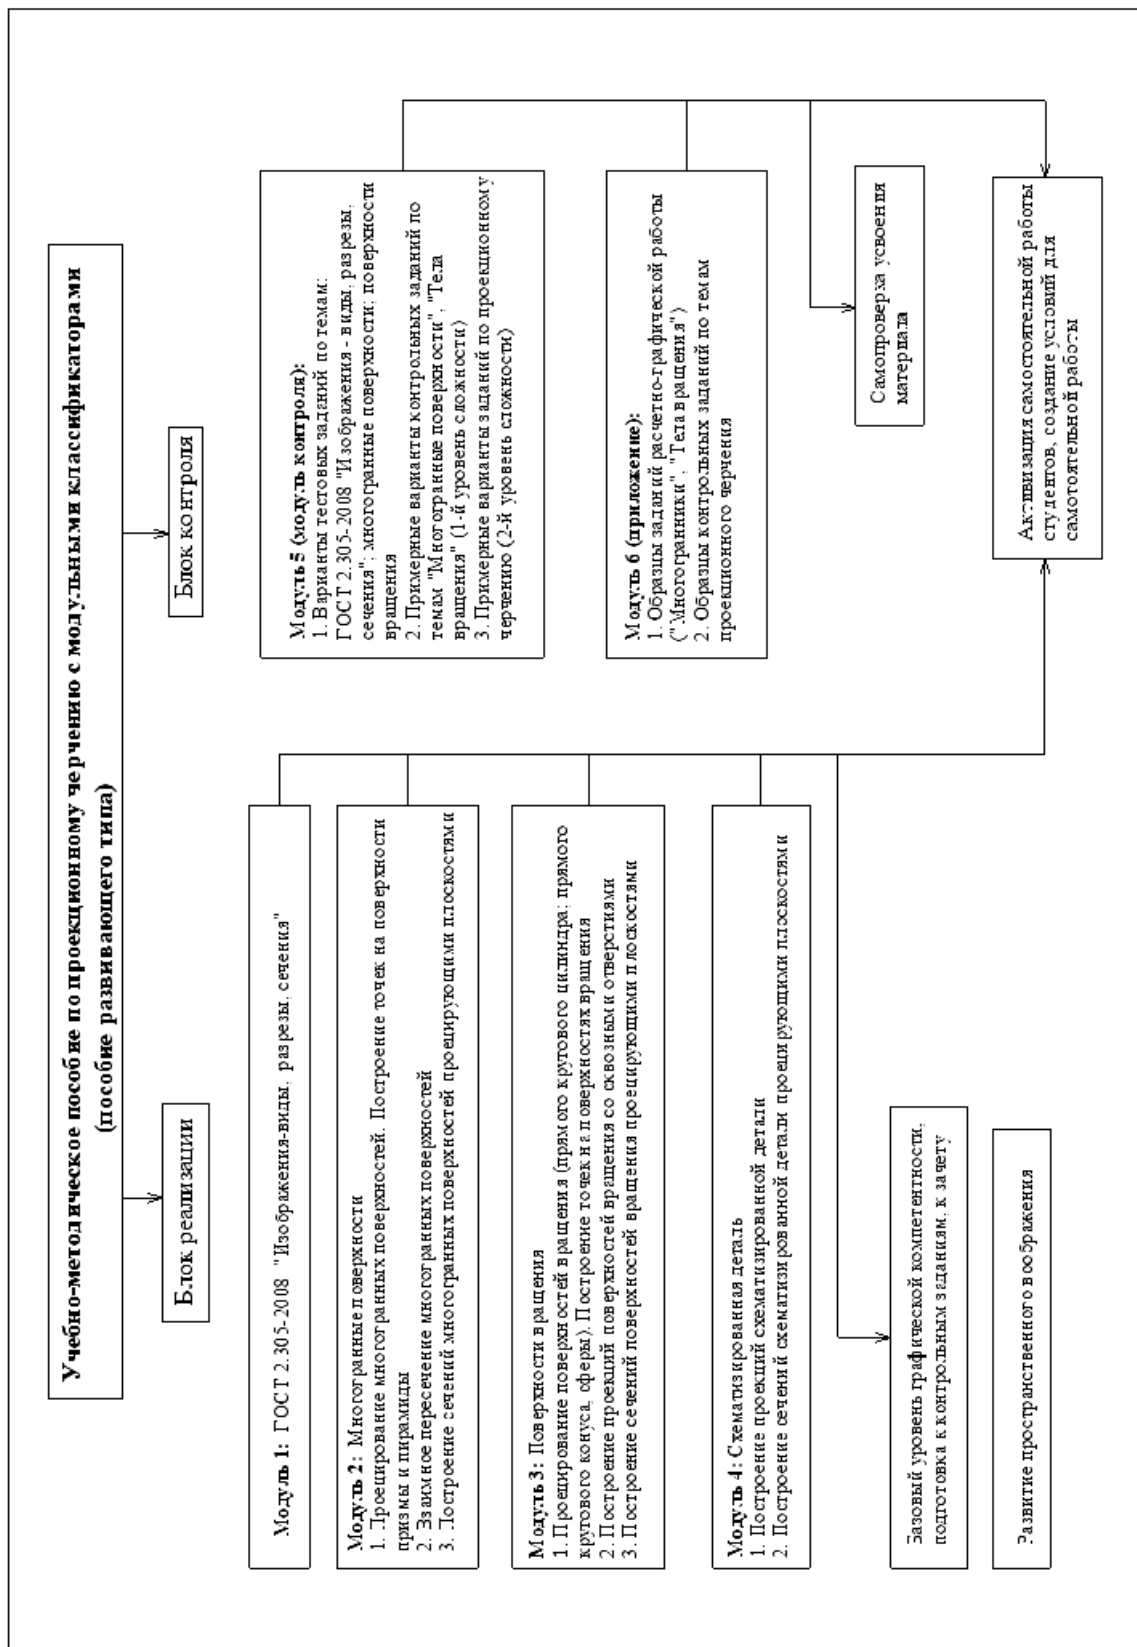 Учебно-методическое пособие по проекционному черчению с модульными классификаторами
(пособие развивающего типа)
Блок реализации
Блок контроля
Модуль 1: ГОСТ 2.305-2008 "Изображения-виды, разрезы, сечения"
Модуль 2: Многогранные поверхности
1. Проецирование многогранных поверхностей. Построение точек на поверхности
призмы и пирамиды
2. Взаимное пересечение многогранных поверхностей
3. Построение сечений многогранных поверхностей проецирующими плоскостями
Модуль 3: Поверхности вращения
1. Проецирование поверхностей вращения (прямого кругового цилиндра; прямого
кругового конуса, сферы). Построение точек на поверхностях вращения
2. Построение проекций поверхностей вращения со сквозными отверстиями
3. Построение сечений поверхностей вращения проецирующими плоскостями
Модуль 4: Схематизированная деталь
1. Построение проекций схематизированной детали
2. Построение сечений схематизированной детали проецирующими плоскостями
Базовый уровень графической компетентности,
подготовка к контрольным заданиям, к зачету
Развитие пространственного воображения
Модуль 5 (модуль контроля):
1. Варианты тестовых заданий по темам:
ГОСТ 2.305-2008 "Изображения - виды, разрезы,
сечения"; многогранные поверхности; поверхности
вращения
2. Примерные варианты контрольных заданий по
темам "Многогранные поверхности", "Тела
вращения" (1-й уровень сложности)
3. Примерные варианты заданий по проекционному
черчению (2-й уровень сложности)
Модуль 6 (приложение):
1. Образцы заданий расчетно-графической работы
("Многогранники", "Тела вращения")
2. Образцы контрольных заданий по темам
проекционного черчения
Самопроверка усвоения
материала
Активизация самостоятельной работы
студентов, создание условий для
самотоятельной работы